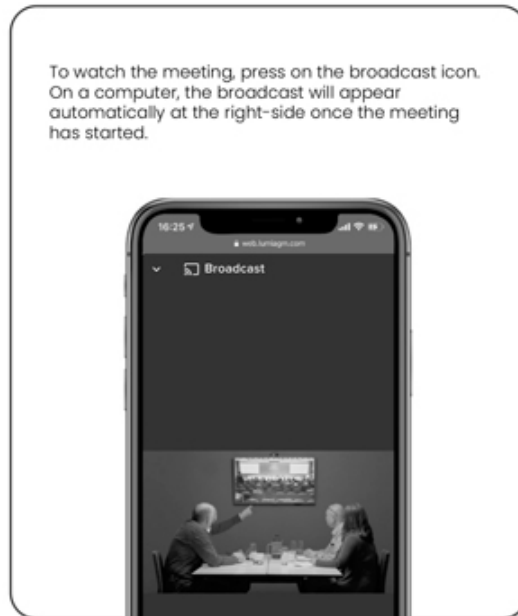 To watch the meeting, press on the broadcast icon.
On a computer, the broadcast will appear
automatically at the right-side once the meeting
has started.
16:25
web.lumiagm.com
Broadcast